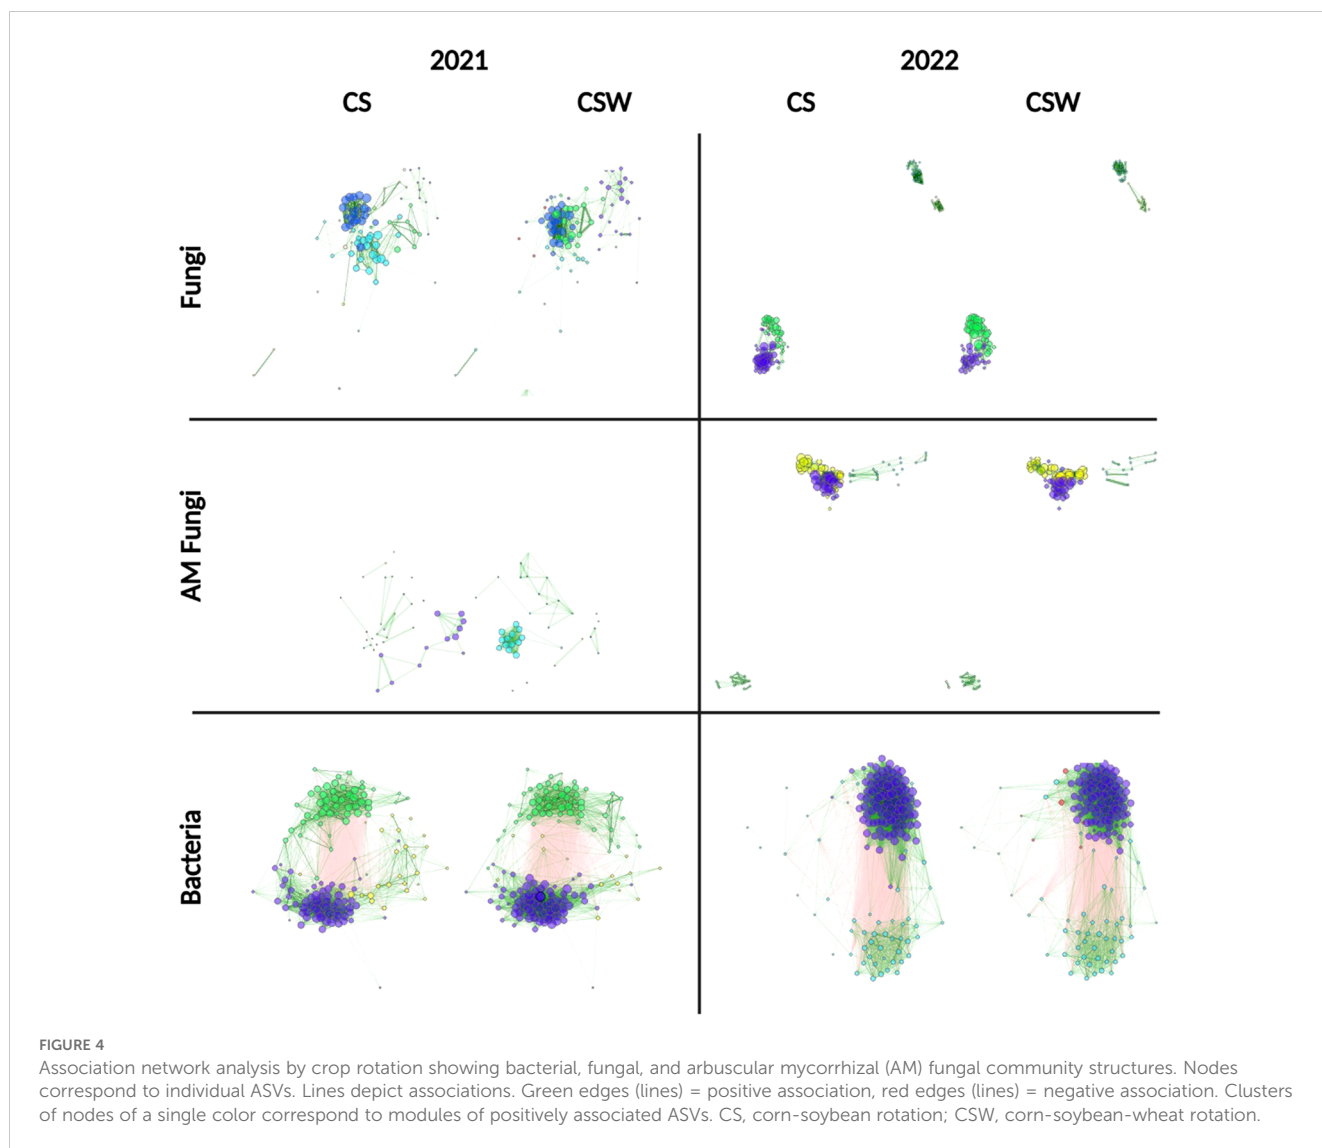 2021
2022
CS
CSW
CS
CSW
Fungi
AM Fungi
Bacteria
FIGURE 4
Association network analysis by crop rotation showing bacterial, fungal, and arbuscular mycorrhizal (AM) fungal community structures. Nodes
correspond to individual ASVs. Lines depict associations. Green edges (lines) = positive association, red edges (lines) = negative association. Clusters
of nodes of a single color correspond to modules of positively associated ASVs. CS, corn-soybean rotation; CSW, corn-soybean-wheat rotation.